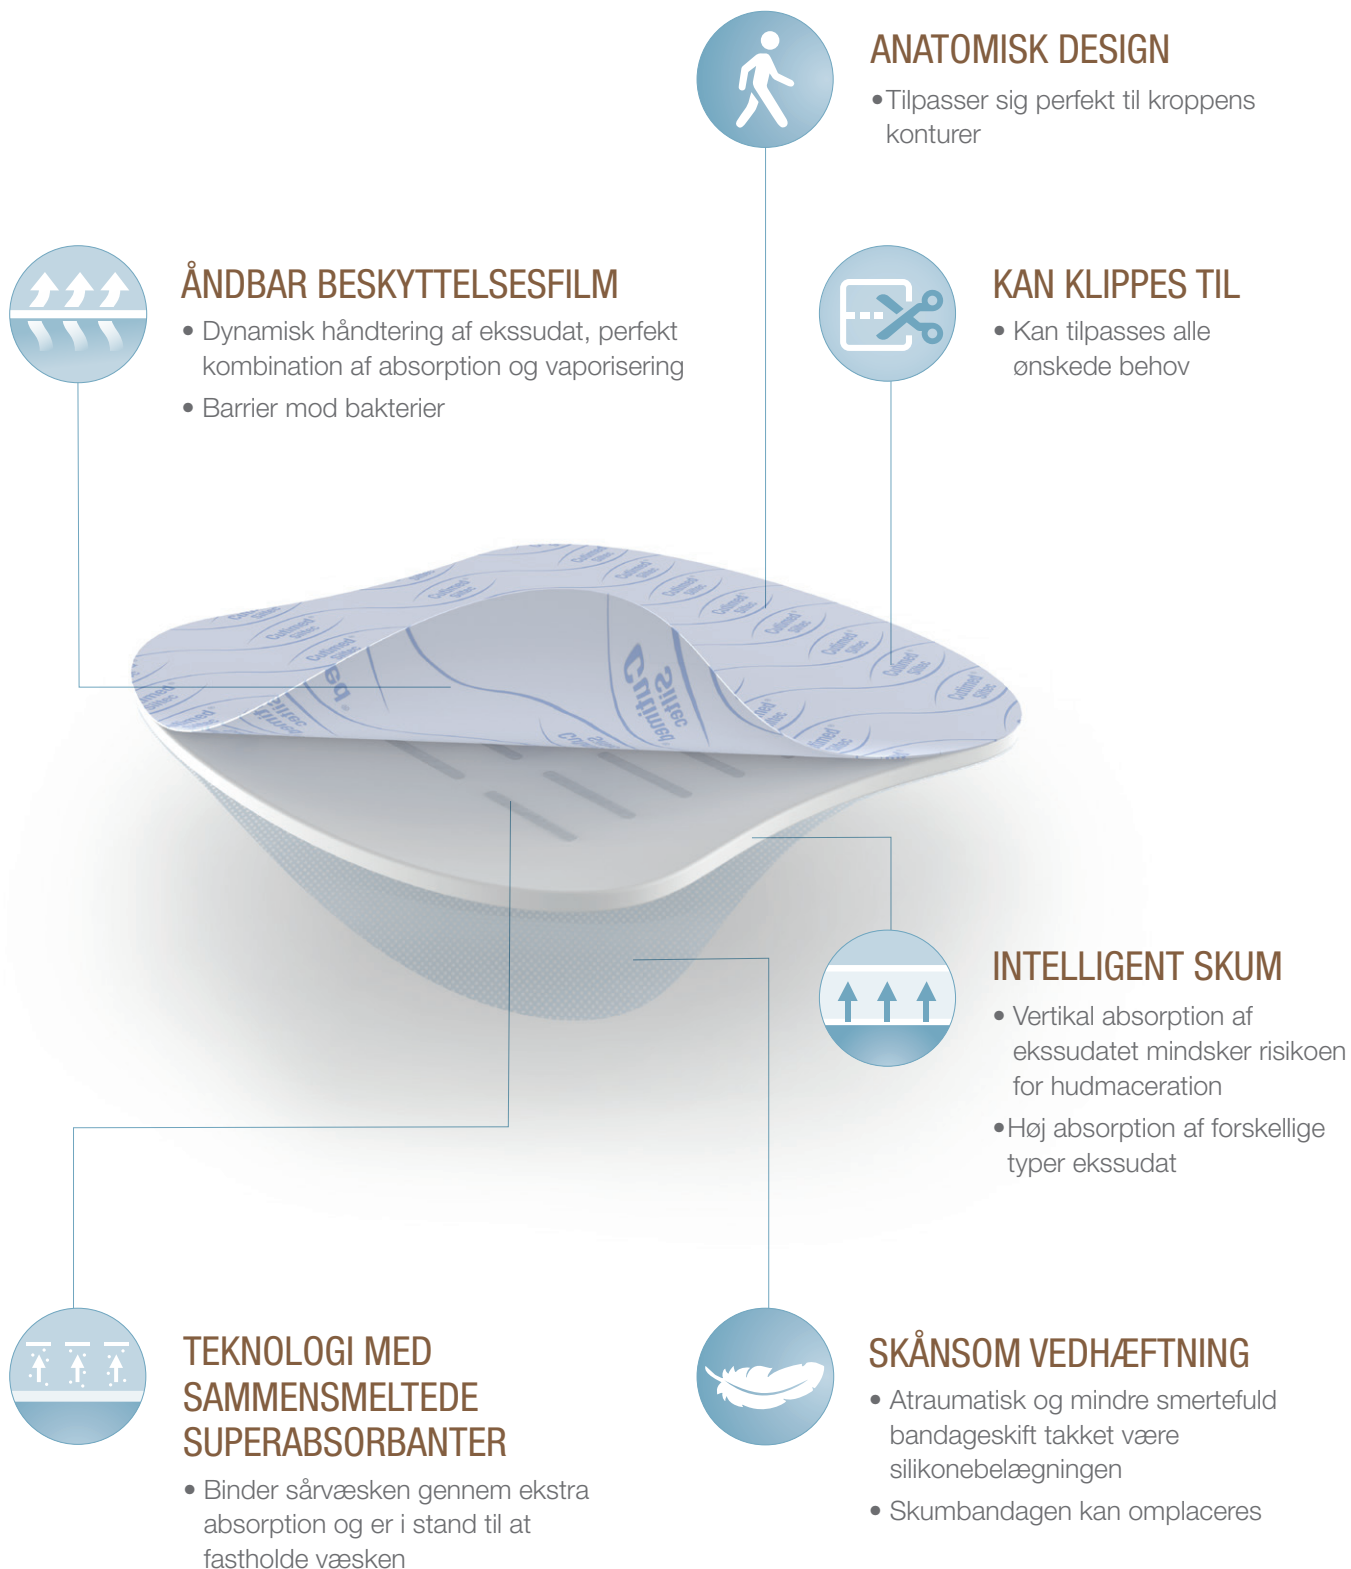 ANATOMISK DESIGN
•Tilpasser sig perfekt til kroppens
konturer
ÅNDBAR BESKYTTELSESFILM
• Dynamisk håndtering af ekssudat, perfekt
kombination af absorption og vaporisering
• Barrier mod bakterier
KAN KLIPPES TIL
• Kan tilpasses alle
ønskede behov
Cutimed®
Siltec
INTELLIGENT SKUM
• Vertikal absorption af
ekssudatet mindsker risikoen
for hudmaceration
•Høj absorption af forskellige
typer ekssudat
TEKNOLOGI MED
SAMMENSMELTEDE
SUPERABSORBANTER
• Binder sårvæsken gennem ekstra
absorption og er i stand til at
fastholde væsken
SKÅNSOM VEDHÆFTNING
• Atraumatisk og mindre smertefuld
bandageskift takket være
silikonebelægningen
• Skumbandagen kan omplaceres